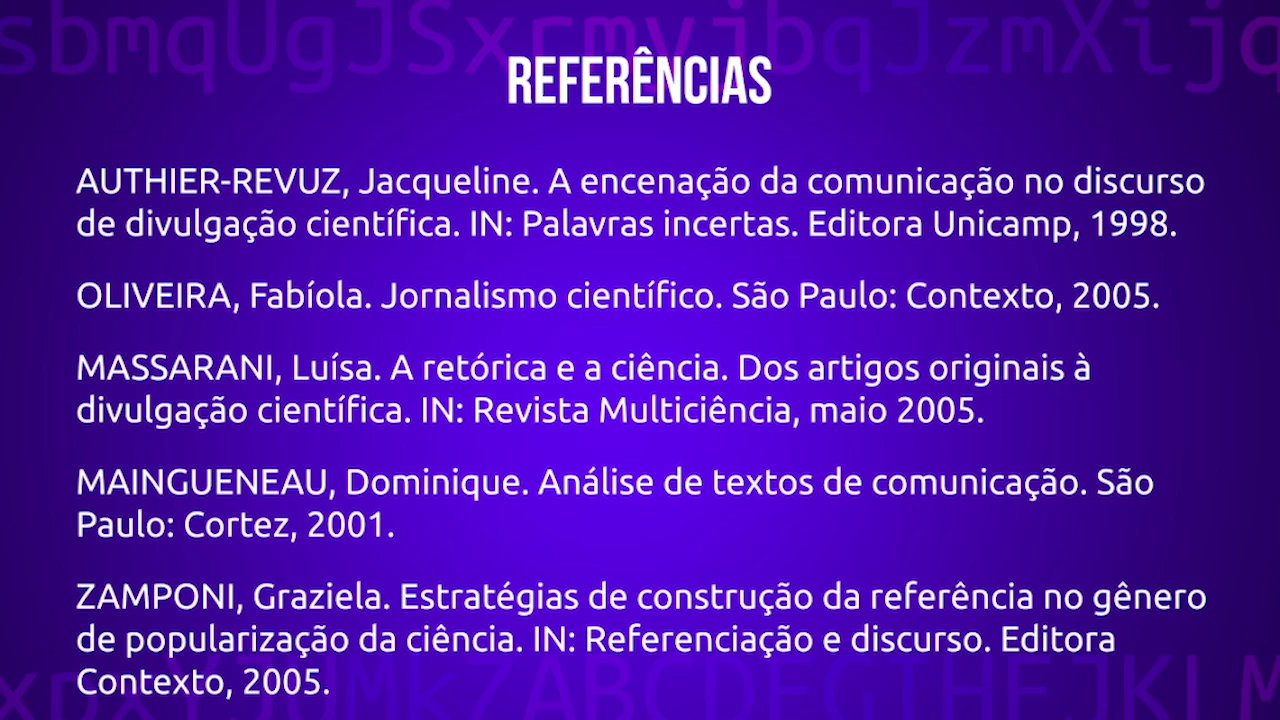 sbmqUgJSxrmvjbqJzmXijq
REFERÊNCIAS
AUTHIER-REVUZ, Jacqueline. A encenação da comunicação no discurso
de divulgação científica. IN: Palavras incertas. Editora Unicamp, 1998.
OLIVEIRA, Fabíola. Jornalismo científico. São Paulo: Contexto, 2005.
MASSARANI, Luísa. A retórica e a ciência. Dos artigos originais à
divulgação científica. IN: Revista Multiciência, maio 2005.
MAINGUENEAU, Dominique. Análise de textos de comunicação. São
Paulo: Cortez, 2001.
ZAMPONI, Graziela. Estratégias de construção da referência no gênero
de popularização da ciência. IN: Referenciação e discurso. Editora
Contexto, 2005.